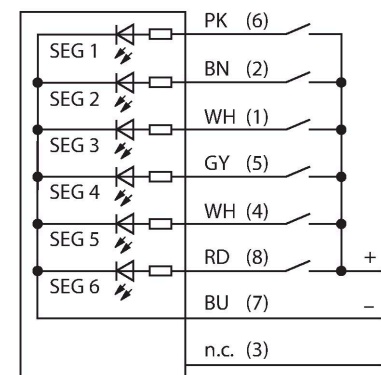 PK (6)
SEG 1
BN (2)
SEG 2
WH (1)
SEG 3
GY (5)
SEG 4
WH (4)
SEG 5
RD (8)
+
SEG 6
BU (7)
–
n.c. (3)